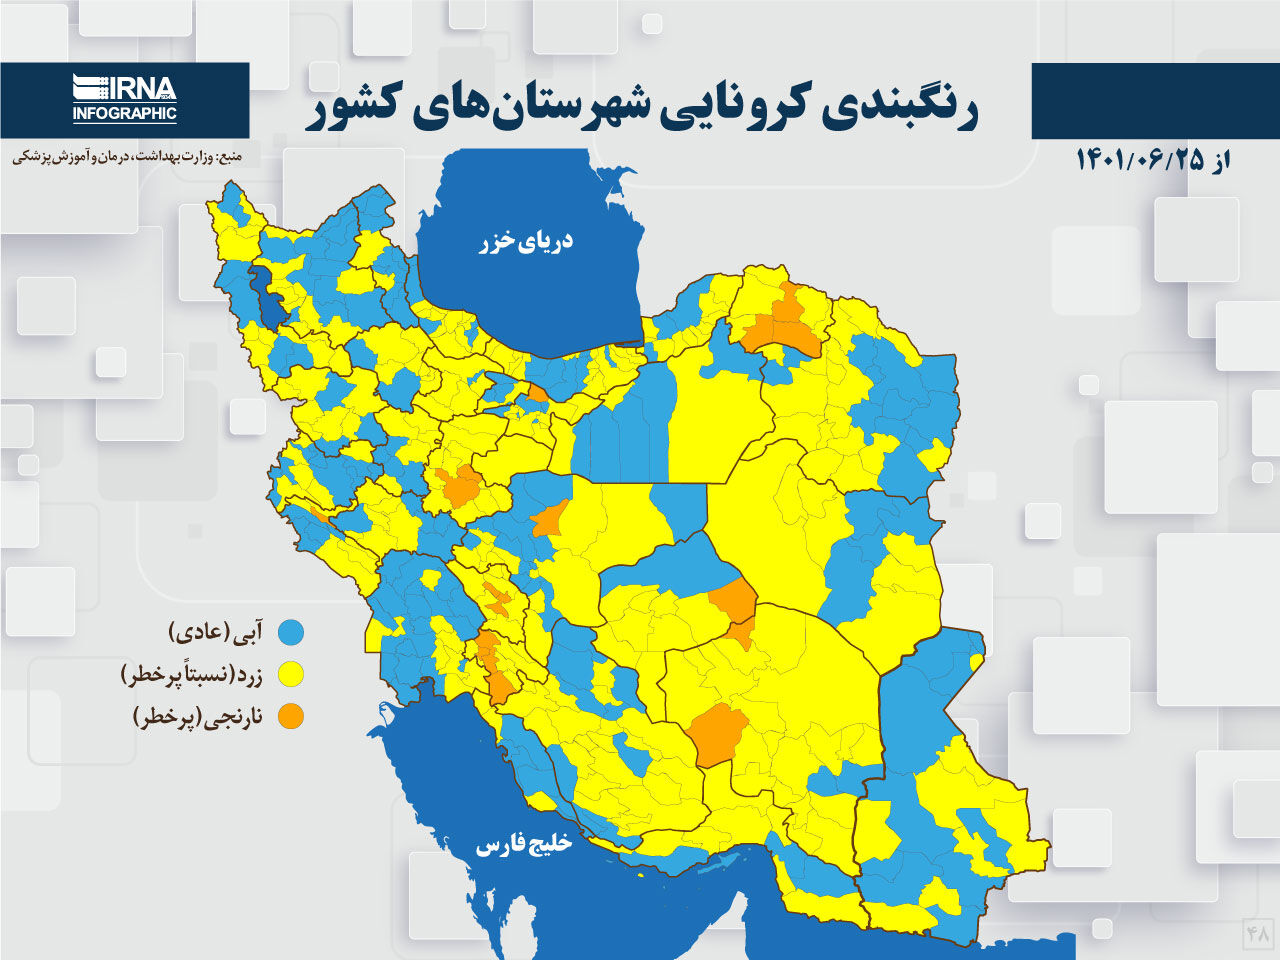 رنگبندی کرونایی شهرستان‌های کشور
IRNA
INFOGRAPHIC
منبع: وزارت بهداشت، درمان و آموزش پزشکی
از ۱۴۰۱/۰۶/۲۵
دریای خزر
آبی (عادی)
زرد (نسبتاً پرخطر)
نارنجی (پرخطر)
خلیج فارس
۴۸